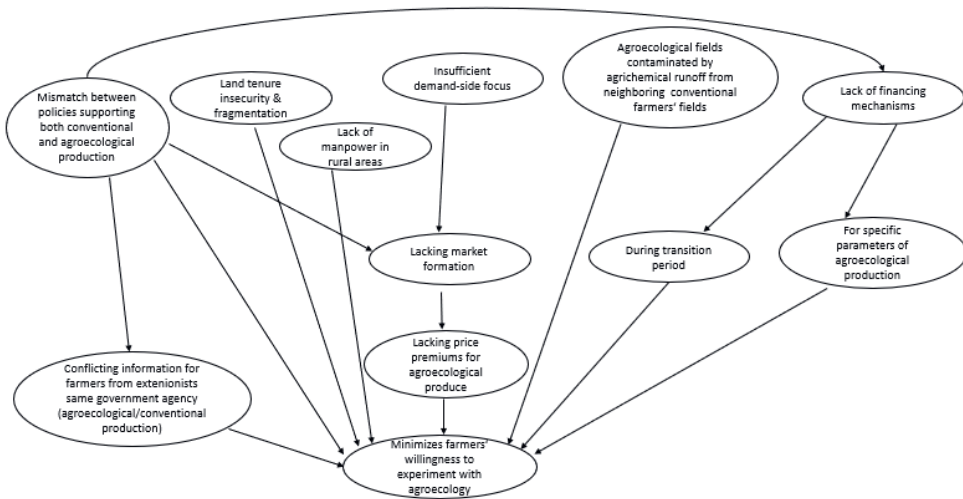 Mismatch between
policies supporting
both conventional
and agroecological
production
Land tenure
insecurity &
fragmentation
Lack of
manpower in
rural areas
Insufficient
demand-side focus
Agroecological fields
contaminated by
agrichemical runoff from
neighboring conventional
farmers' fields
Lack of financing
mechanisms
Lacking market
formation
During transition
period
For specific
parameters of
agroecological
production
Lacking price
premiums for
agroecological
produce
Conflicting information for
farmers from extenionists
same government agency
(agroecological/conventional
production)
Minimizes farmers'
willingness to
experiment with
agroecology